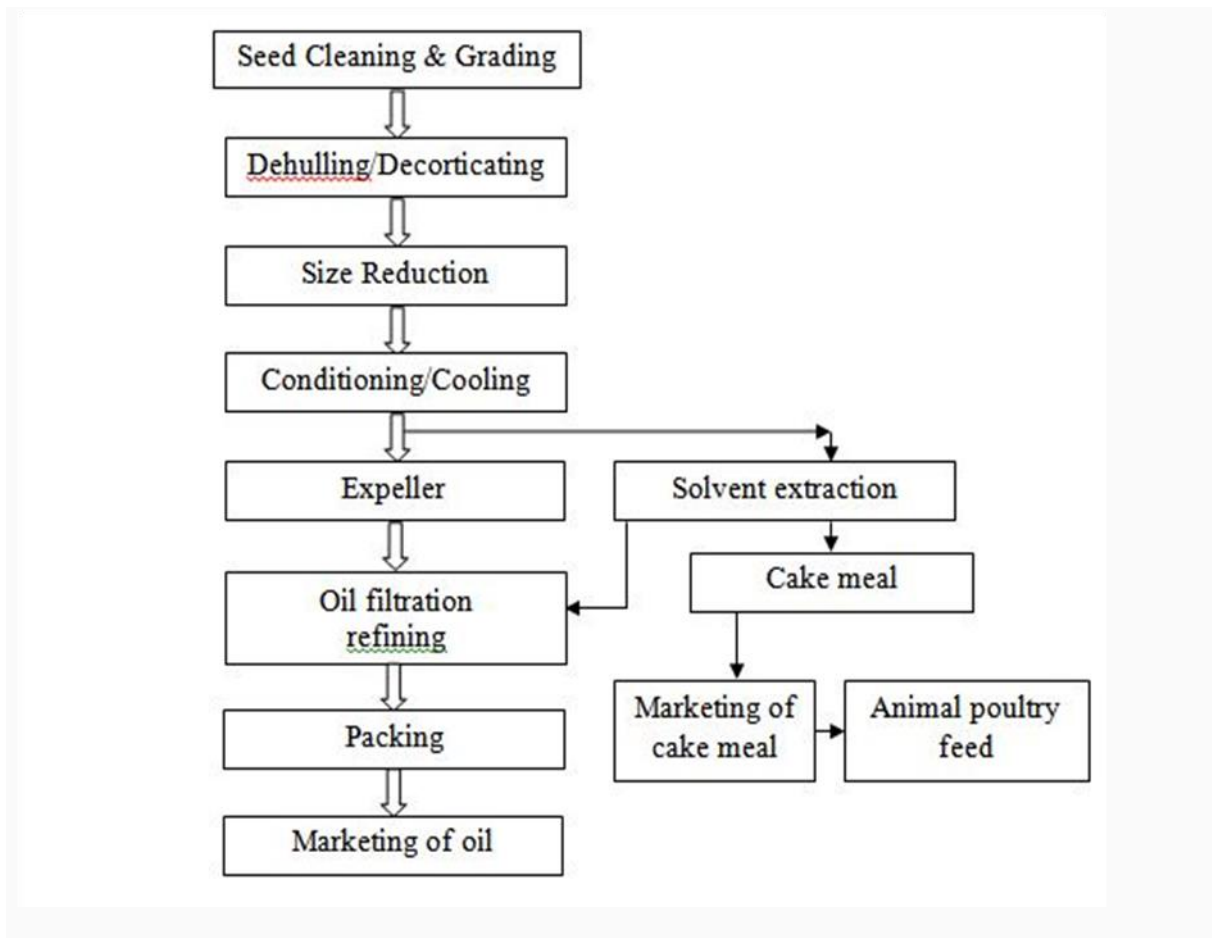 Seed Cleaning & Grading
Dehulling/Decorticating
Size Reduction
Conditioning/Cooling
Expeller
Solvent extraction
Cake meal
Oil filtration
refining
Marketing of
cake meal
Animal poultry
feed
Packing
Marketing of oil